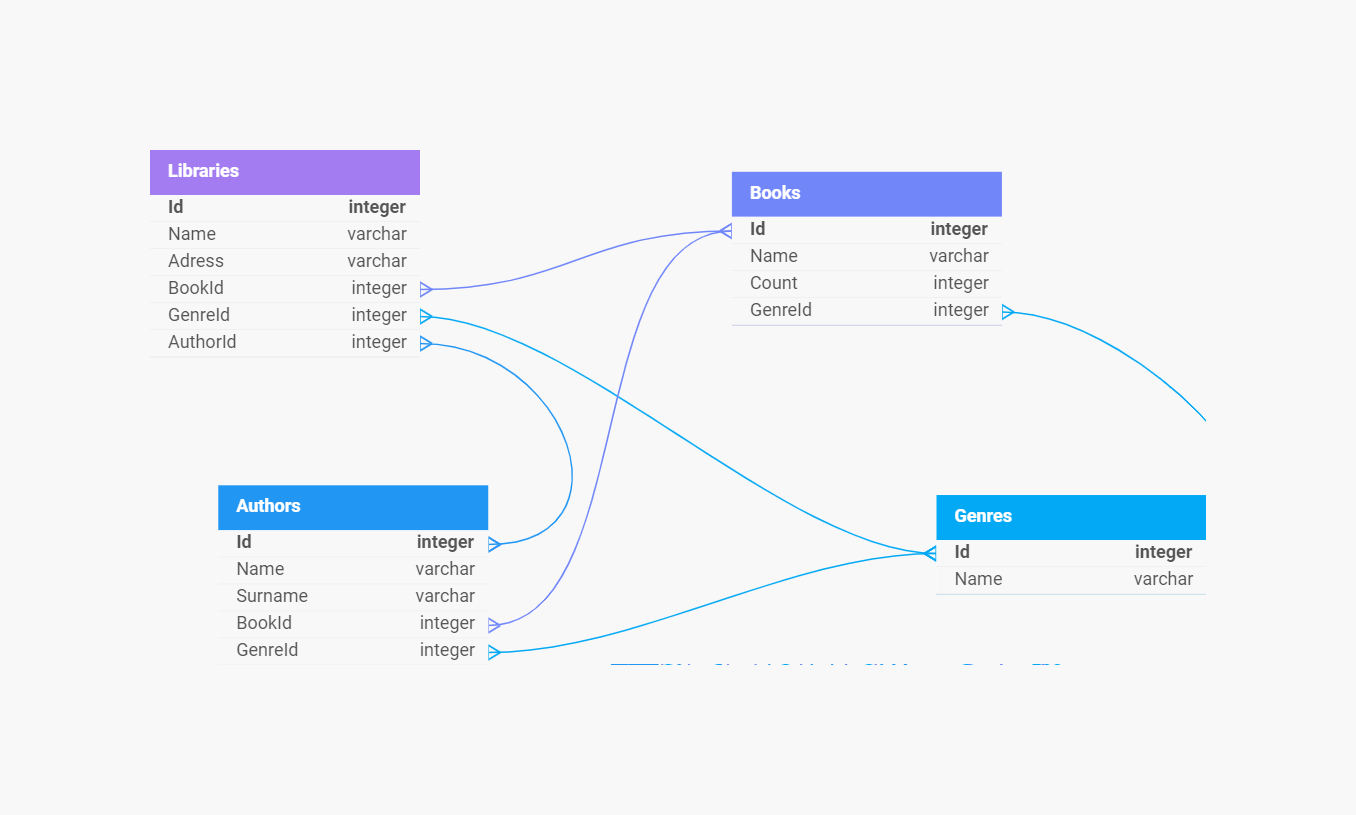 Libraries
Id integer
Name varchar
Adress varchar
BookId integer
GenreId integer
AuthorId integer
Books
Id integer
Name varchar
Count integer
GenreId integer
Authors
Id integer
Name varchar
Surname varchar
BookId integer
GenreId integer
Genres
Id integer
Name varchar